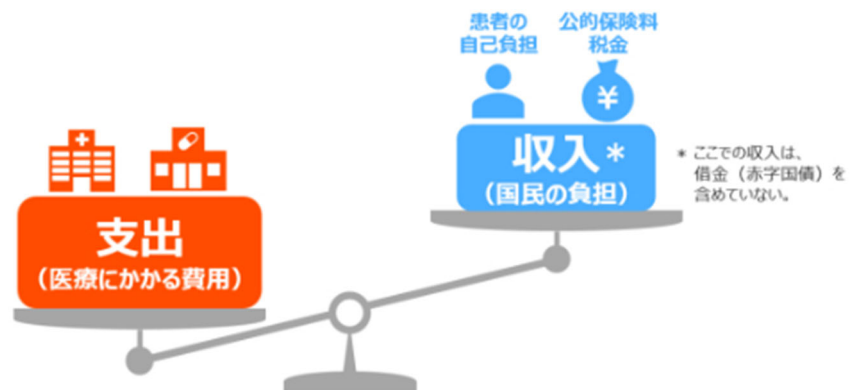 患者の
自己負担
公的保険料
税金
¥
収入*
(国民の負担)
* ここでの収入は、
借金(赤字国債)を
含めていない。
支出
(医療にかかる費用)